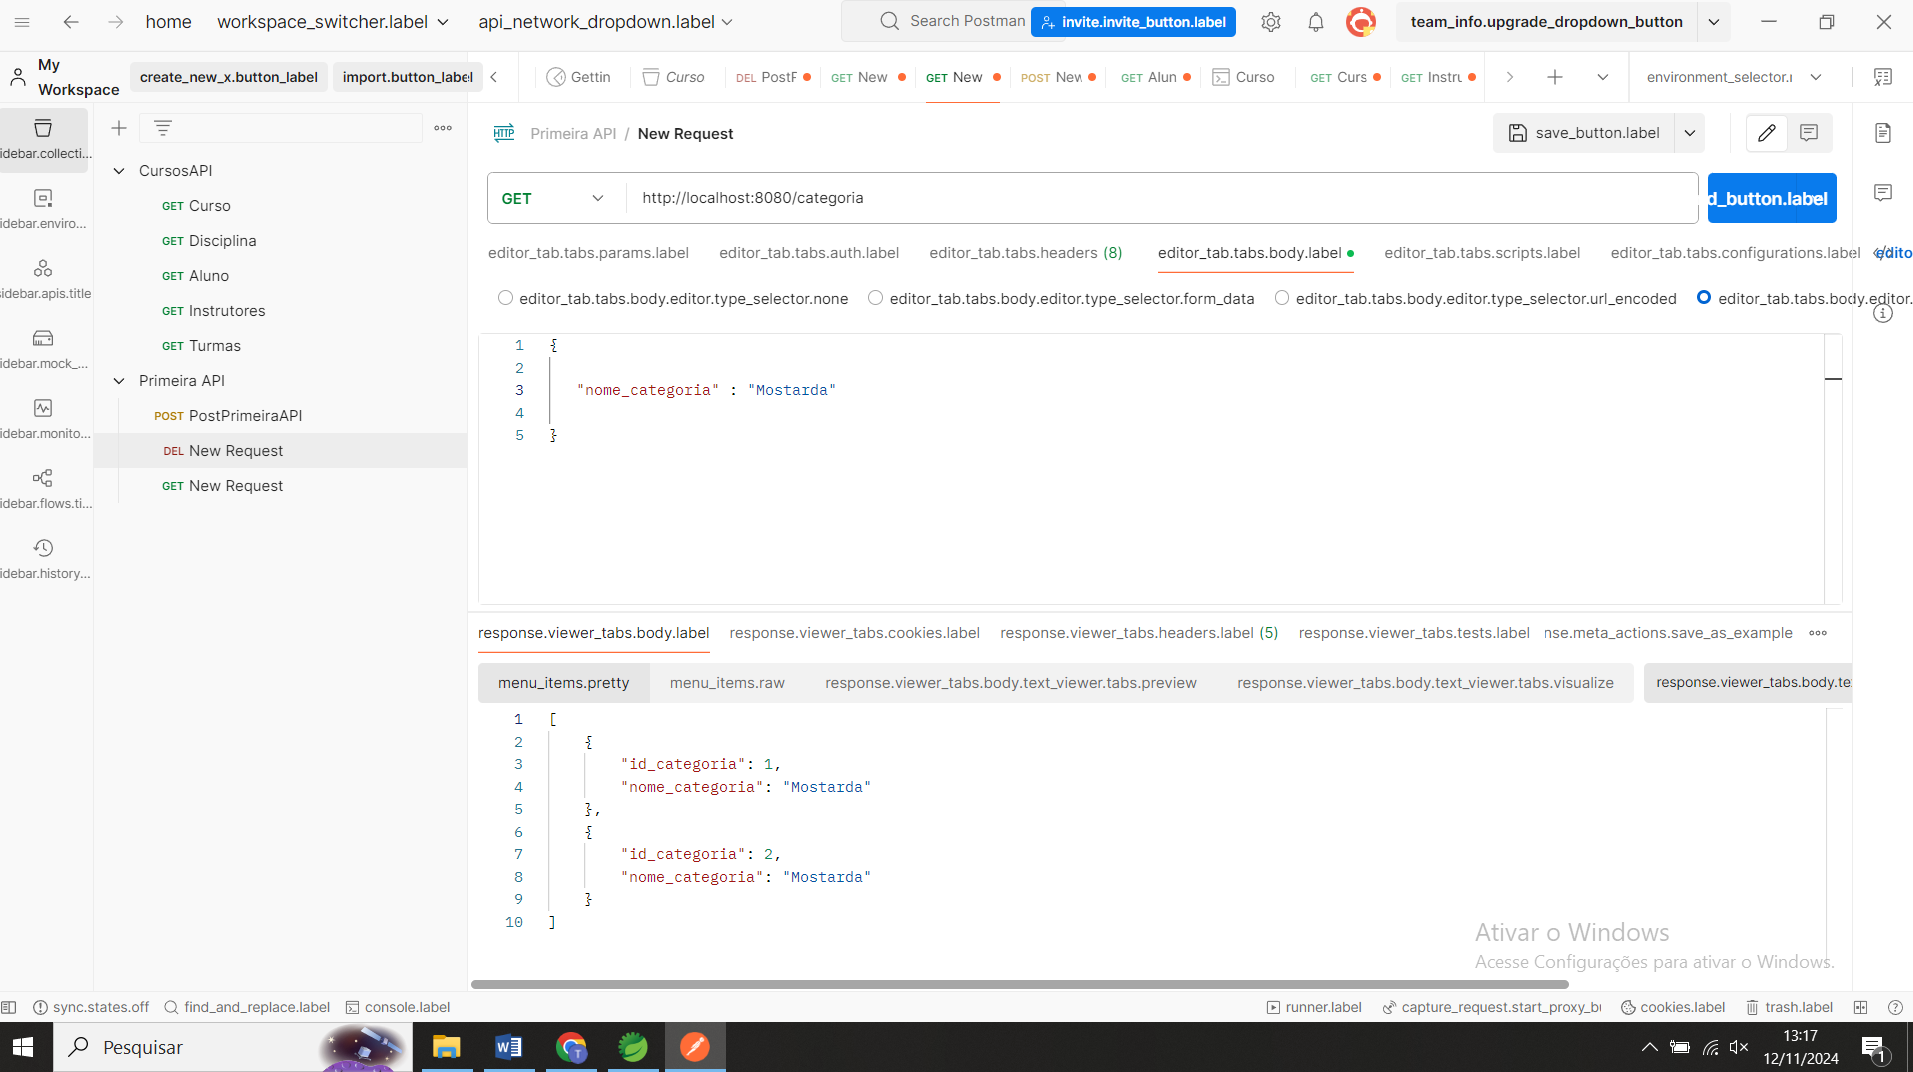 home
workspace_switcher.label
api_network_dropdown.label
Search Postman
invite.invite_button.label
team_info.upgrade_dropdown_button
My Workspace
create_new_x.button_label
import.button_label
Gettin
Curso
DEL PostF
GET New
GET New
POST New
GET Alun
Curso
GET Curs
GET Instru
environment_selector.r
idebar.collecti...
idebar.enviro...
idebar.apis.title
idebar.mock_...
idebar.monito...
idebar.flows.ti...
idebar.history...
CursosAPI
GET Curso
GET Disciplina
GET Aluno
GET Instrutores
GET Turmas
Primeira API
POST PostPrimeiraAPI
DEL New Request
GET New Request
HTTP Primeira API / New Request
save_button.label
GET
http://localhost:8080/categoria
d_button.label
editor_tab.tabs.params.label
editor_tab.tabs.auth.label
editor_tab.tabs.headers (8)
editor_tab.tabs.body.label
editor_tab.tabs.scripts.label
editor_tab.tabs.configurations.label
edito
editor_tab.tabs.body.editor.type_selector.none
editor_tab.tabs.body.editor.type_selector.form_data
editor_tab.tabs.body.editor.type_selector.url_encoded
editor_tab.tabs.body.editor.
1 {
2
3 "nome_categoria" : "Mostarda"
4
5 }
response.viewer_tabs.body.label
response.viewer_tabs.cookies.label
response.viewer_tabs.headers.label (5)
response.viewer_tabs.tests.label
nse.meta_actions.save_as_example
menu_items.pretty
menu_items.raw
response.viewer_tabs.body.text_viewer.tabs.preview
response.viewer_tabs.body.text_viewer.tabs.visualize
response.viewer_tabs.body.te
1 [
2 {
3 "id_categoria": 1,
4 "nome_categoria": "Mostarda"
5 },
6 {
7 "id_categoria": 2,
8 "nome_categoria": "Mostarda"
9 }
10 ]
Ativar o Windows
Acesse Configurações para ativar o Windows.
sync.states.off
find_and_replace.label
console.label
runner.label
capture_request.start_proxy_bu
cookies.label
trash.label
Pesquisar
13:17
12/11/2024
1